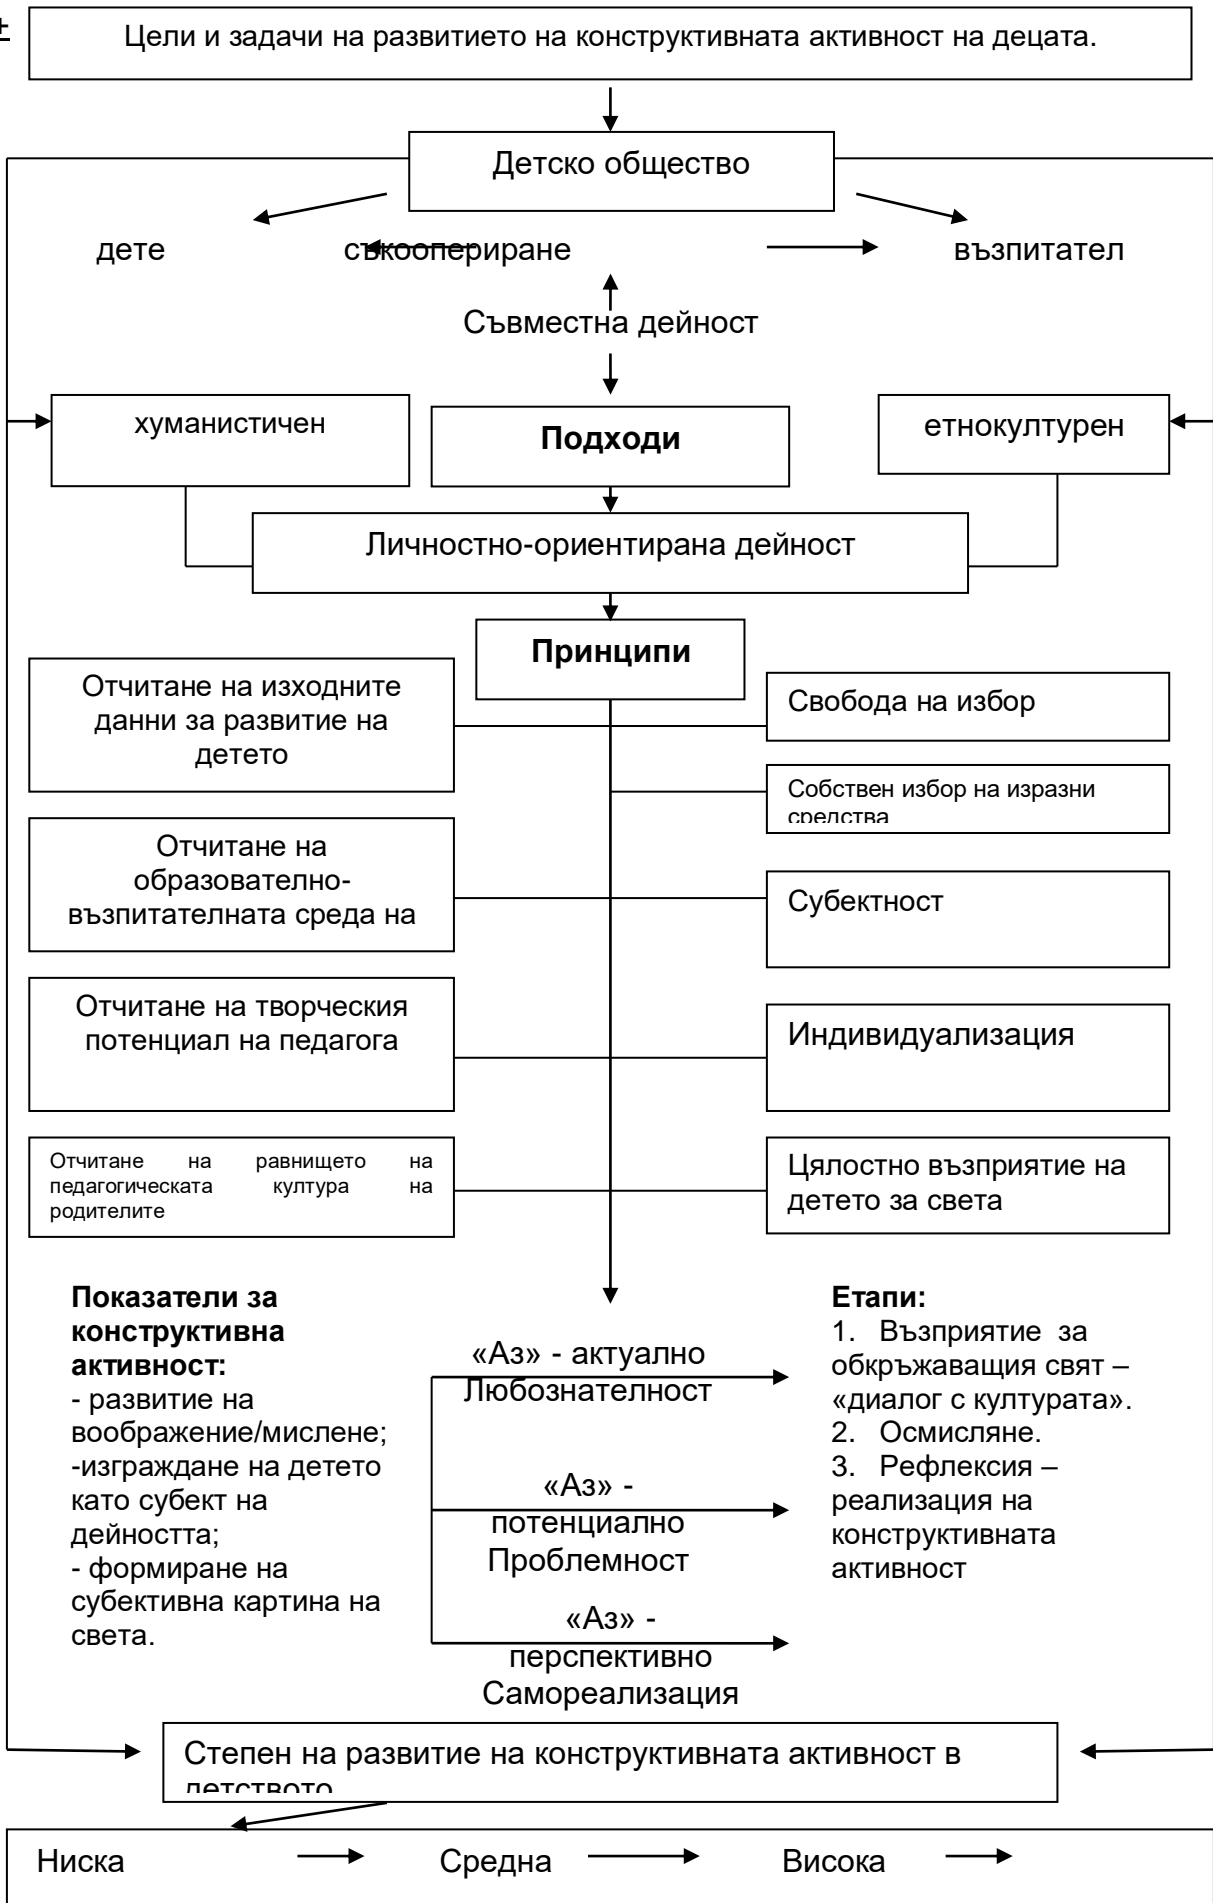 +
Цели и задачи на развитието на конструктивната активност на децата.
Детско общество
дете съкоопериране възпитател
Съвместна дейност
хуманистичен
Подходи
етнокултурен
Личностно-ориентирана дейност
Принципи
Отчитане на изходните
данни за развитие на
детето
Свобода на избор
Собствен избор на изразни
средства
Отчитане на
образователно-
възпитателната среда на
Субектност
Отчитане на творческия
потенциал на педагога
Индивидуализация
Отчитане на равнището на
педагогическата култура на
родителите
Цялостно възприятие на
детето за света
Показатели за
конструктивна
активност:
- развитие на
воображение/мислене;
-изграждане на детето
като субект на
дейността;
- формиране на
субективна картина на
света.
«Аз» - актуално
Любознателност
«Аз» -
потенциално
Проблемност
«Аз» -
перспективно
Самореализация
Етапи:
1. Възприятие за
обкръжаващия свят –
«диалог с културата».
2. Осмисляне.
3. Рефлексия –
реализация на
конструктивната
активност
Степен на развитие на конструктивната активност в
детството
Ниска Средна Висока